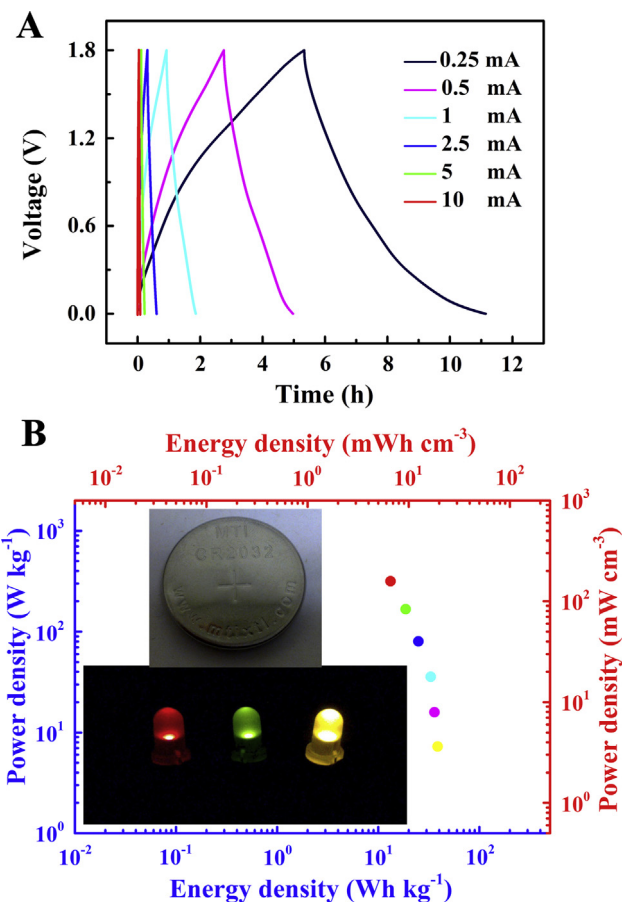 A
1.8
1.2
0.6
0.0
Voltage (V)
0.25 mA
0.5 mA
1 mA
2.5 mA
5 mA
10 mA
0 2 4 6 8 10 12
Time (h)
B
Energy density (mWh cm⁻³)
10⁻² 10⁻¹ 10⁰ 10¹ 10²
10³
10²
10¹
10⁰
Power density (W kg⁻¹)
MTI
CR2032
+
10³
10²
10¹
10⁰
Power density (mW cm⁻³)
10⁻² 10⁻¹ 10⁰ 10¹ 10²
Energy density (Wh kg⁻¹)